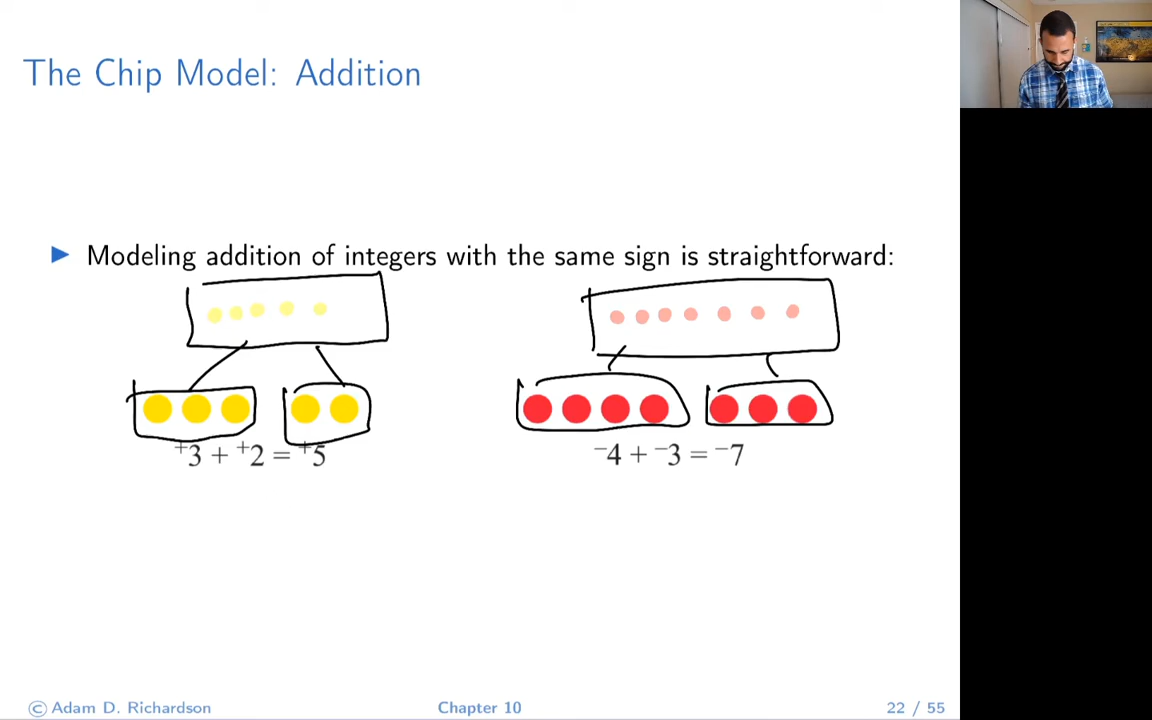 The Chip Model: Addition
Modeling addition of integers with the same sign is straightforward:
⁺3 + ⁺2 = ⁺5
⁻4 + ⁻3 = ⁻7
© Adam D. Richardson
Chapter 10
22 / 55